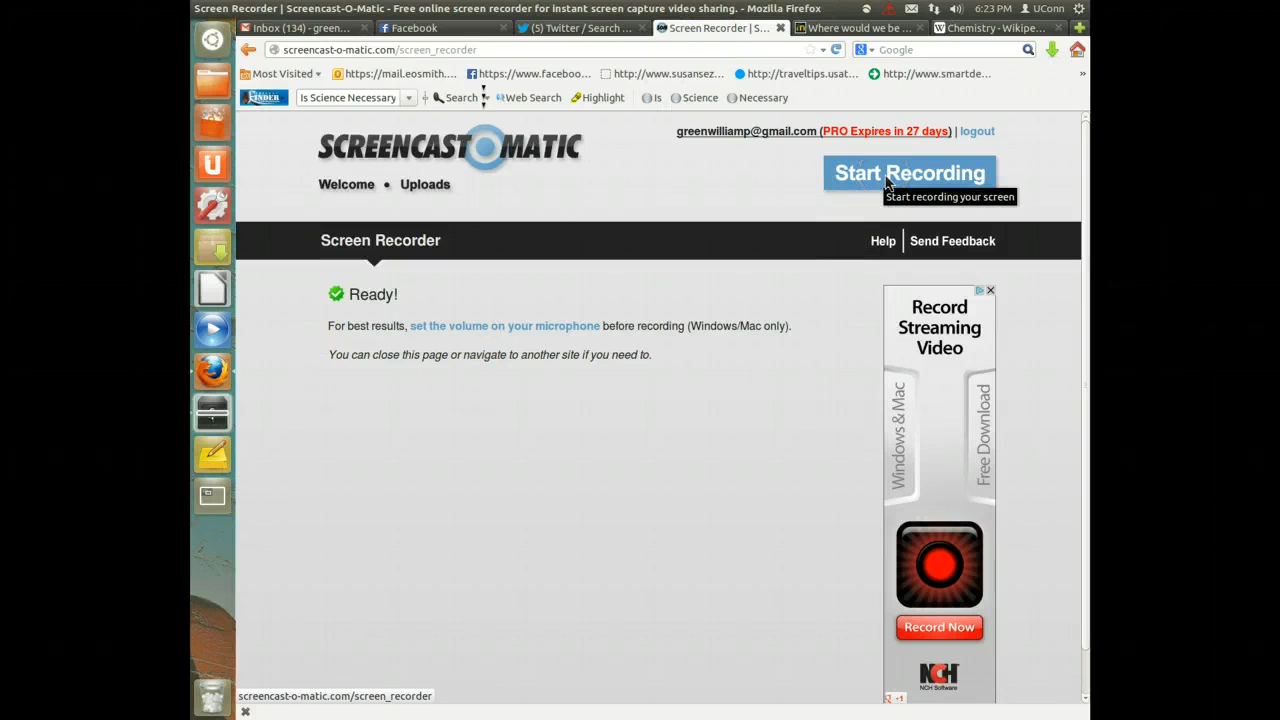 Screen Recorder | Screencast-O-Matic - Free online screen recorder for instant screen capture video sharing. - Mozilla Firefox
6:23 PM UConn
Inbox (134) - green...
Facebook
(5) Twitter / Search ...
Screen Recorder | S...
Where would we be ...
Chemistry - Wikipe...
screencast-o-matic.com/screen_recorder
Google
Most Visited
https://mail.eosmith....
https://www.faceboo...
http://www.susansez...
http://traveltips.usat...
http://www.smartde...
»
FINDER
Is Science Necessary
Search
Web Search
Highlight
Is
Science
Necessary
greenwilliamp@gmail.com (PRO Expires in 27 days) | logout
SCREENCAST-O-MATIC
Start Recording
Welcome • Uploads
Start recording your screen
Screen Recorder
Help
Send Feedback
Ready!
For best results, set the volume on your microphone before recording (Windows/Mac only).
You can close this page or navigate to another site if you need to.
Record
Streaming
Video
Windows & Mac
Free Download
Record Now
NCH
NCH Software
+1
screencast-o-matic.com/screen_recorder